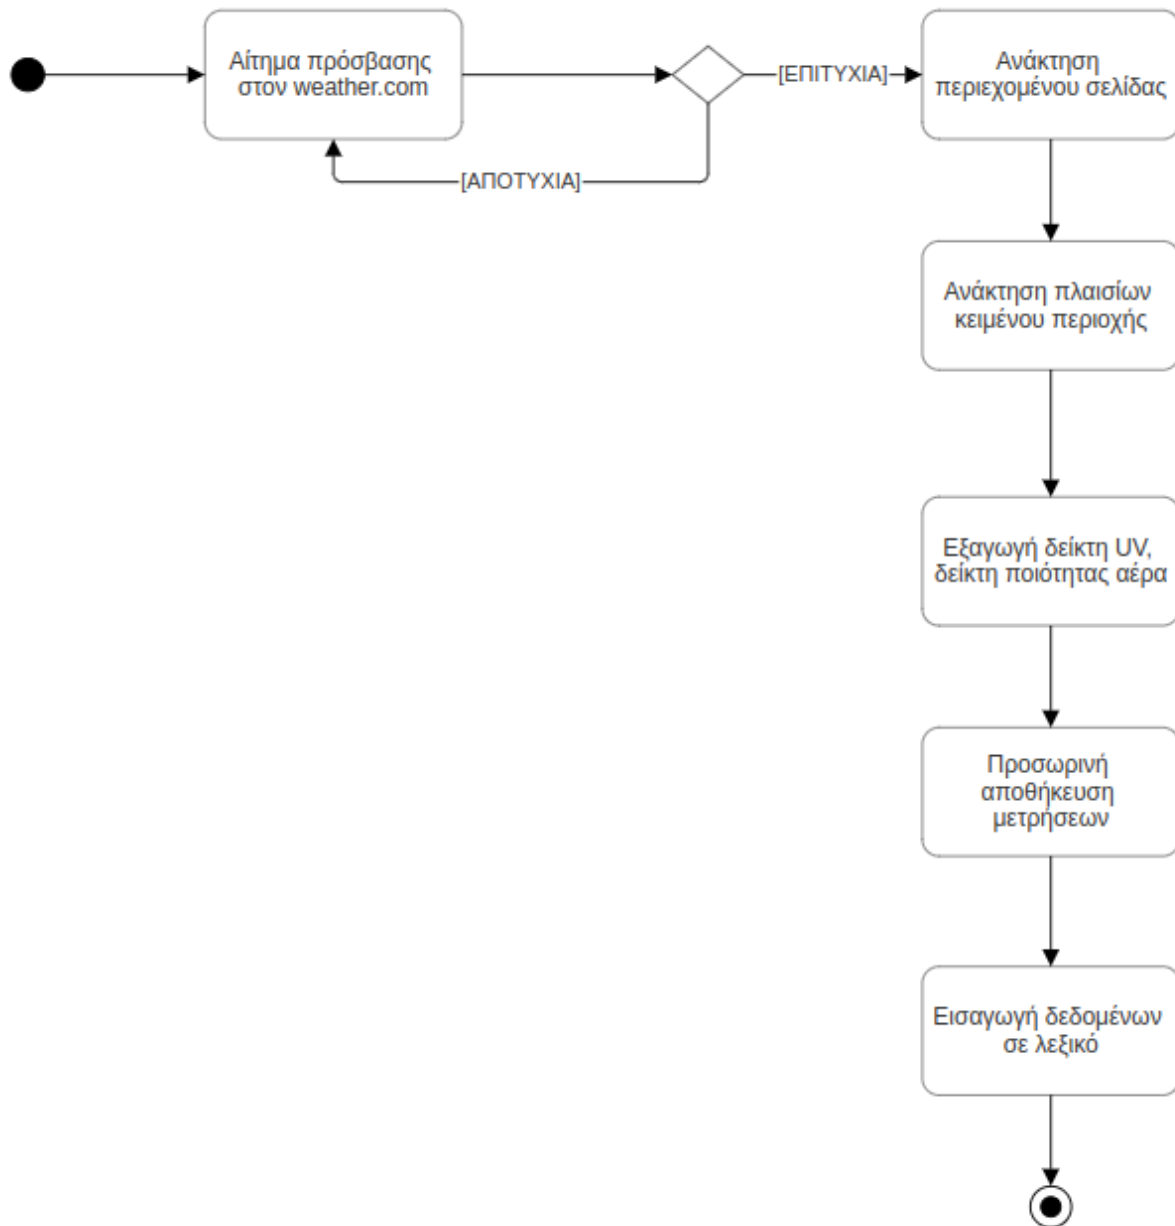 Αίτημα πρόσβασης
στον weather.com
[ΕΠΙΤΥΧΙΑ]
Ανάκτηση
περιεχομένου σελίδας
[ΑΠΟΤΥΧΙΑ]
Ανάκτηση πλαισίων
κειμένου περιοχής
Εξαγωγή δείκτη UV,
δείκτη ποιότητας αέρα
Προσωρινή
αποθήκευση
μετρήσεων
Εισαγωγή δεδομένων
σε λεξικό